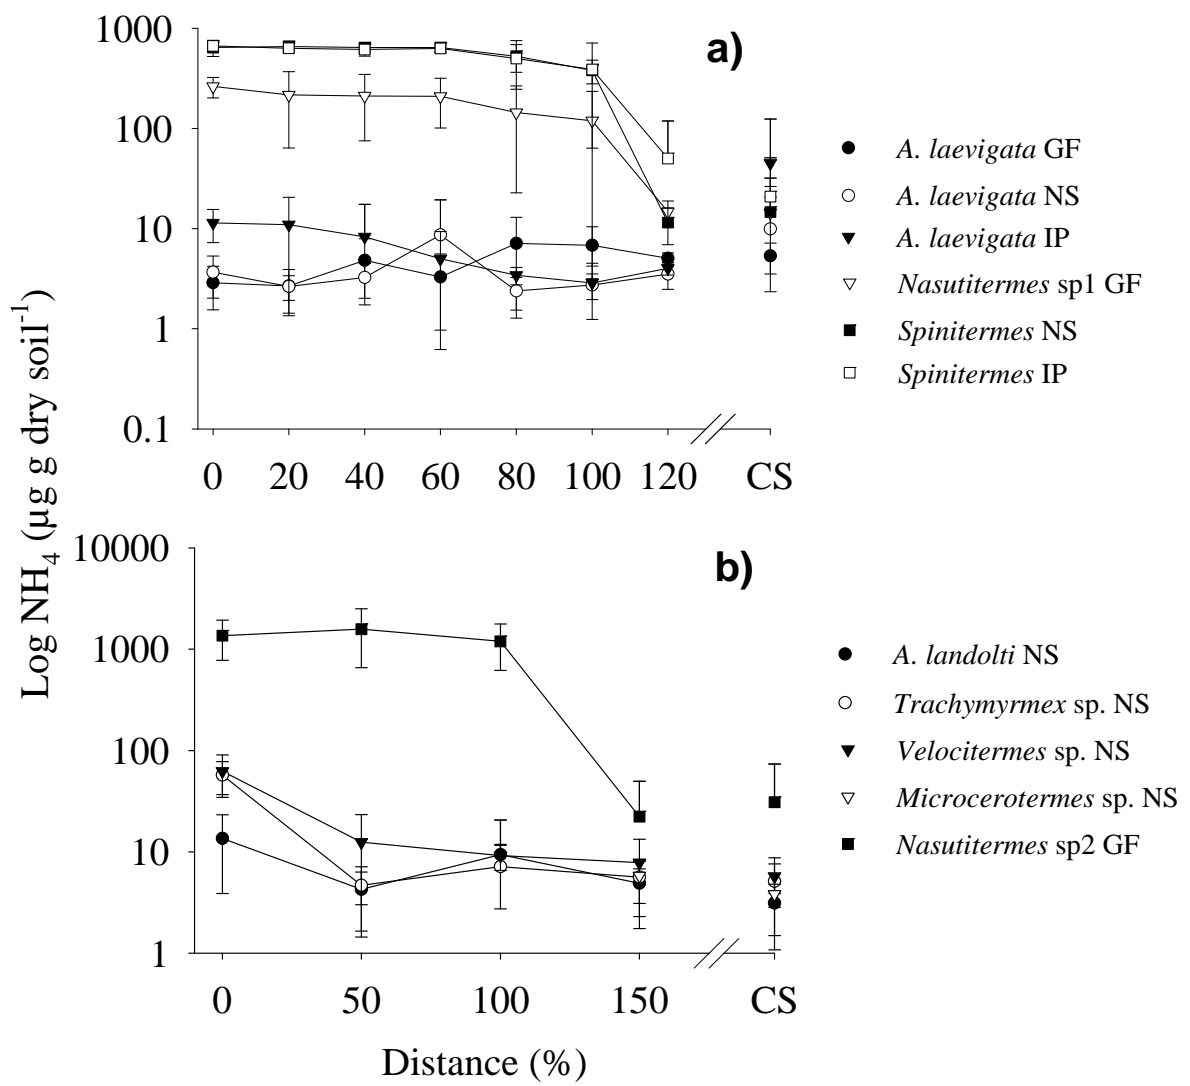 1000
a)
100
10
1
0.1
0 20 40 60 80 100 120 CS
A. laevigata GF
A. laevigata NS
A. laevigata IP
Nasutitermes sp1 GF
Spinitermes NS
Spinitermes IP
Log NH4 (µg g dry soil-1)
10000
b)
1000
100
10
1
0 50 100 150 CS
A. landolti NS
Trachymyrmex sp. NS
Velocitermes sp. NS
Microcerotermes sp. NS
Nasutitermes sp2 GF
Distance (%)